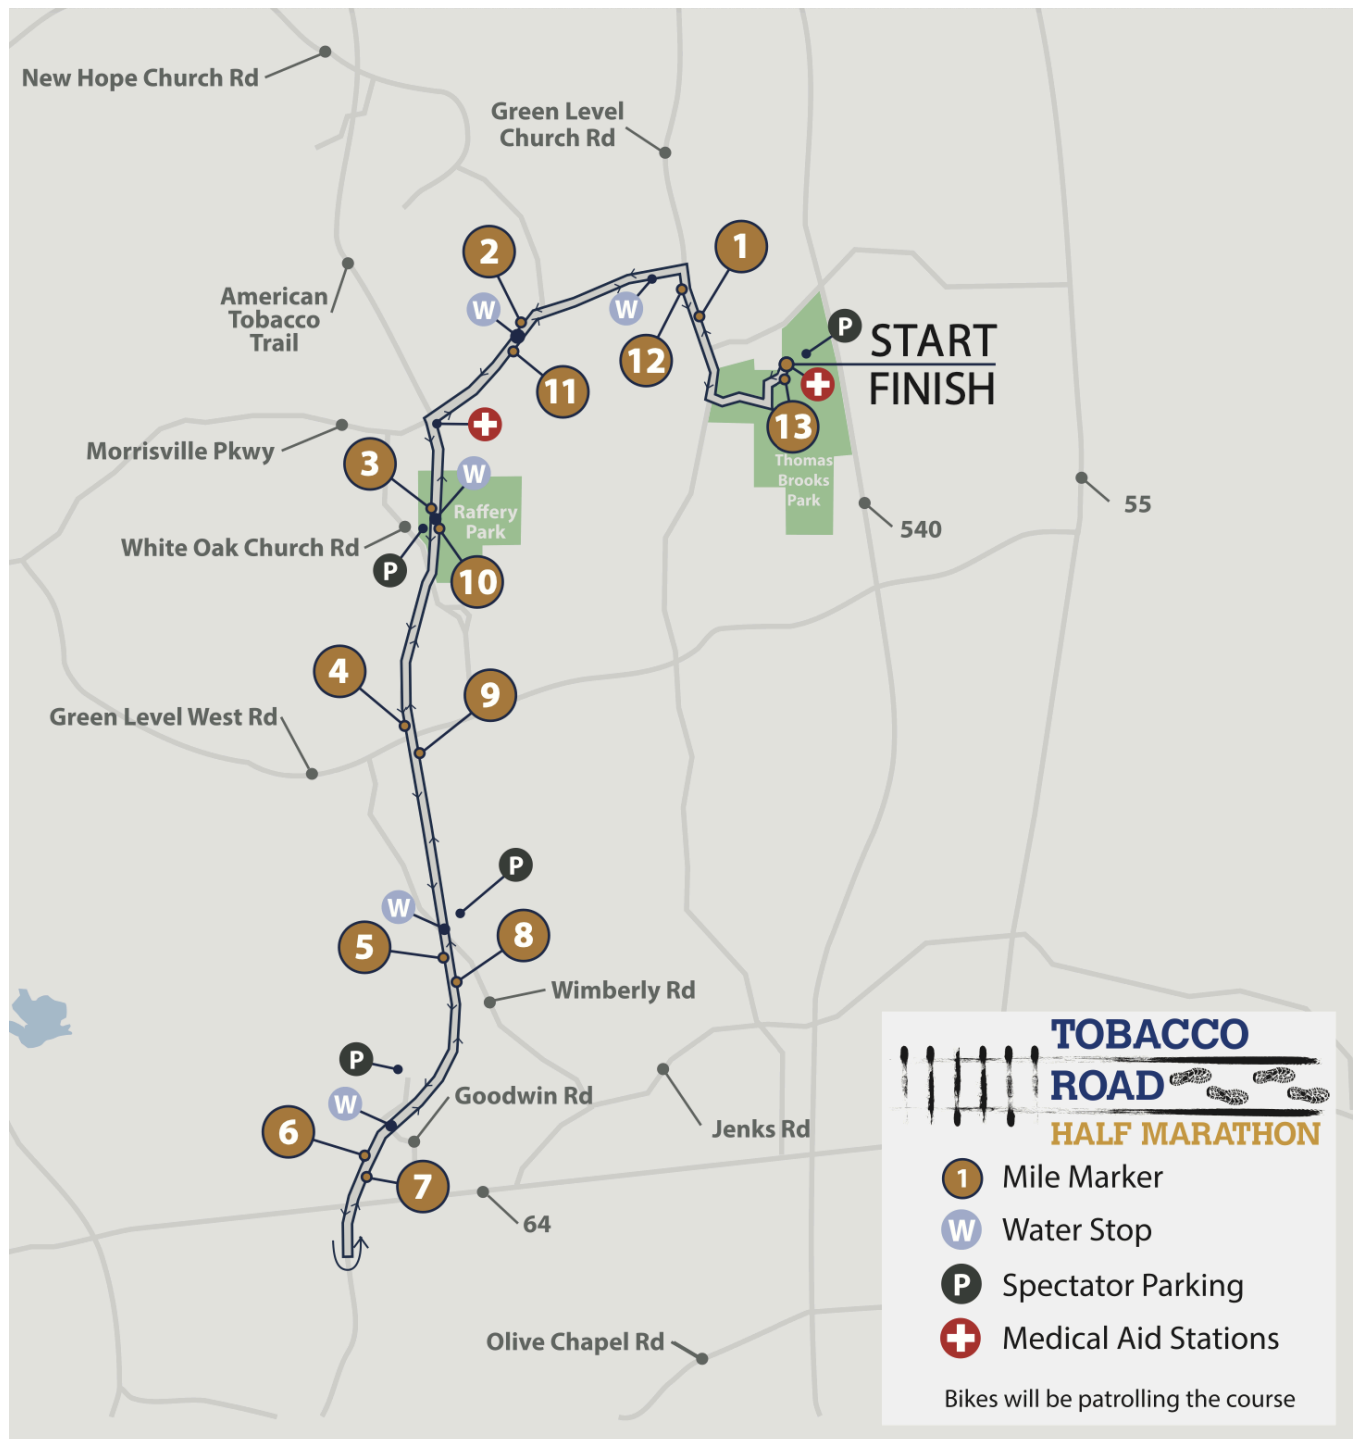 New Hope Church Rd
Green Level
Church Rd
1
2
W
W
American
Tobacco
Trail
P
START
FINISH
12
11
13
Morrisville Pkwy
3
W
Thomas
Brooks
Park
55
Raffery
Park
540
White Oak Church Rd
P
10
4
9
Green Level West Rd
P
W
5
8
Wimberly Rd
P
W
Goodwin Rd
6
Jenks Rd
7
64
Olive Chapel Rd
TOBACCO
ROAD
HALF MARATHON
1 Mile Marker
W Water Stop
P Spectator Parking
Medical Aid Stations
Bikes will be patrolling the course